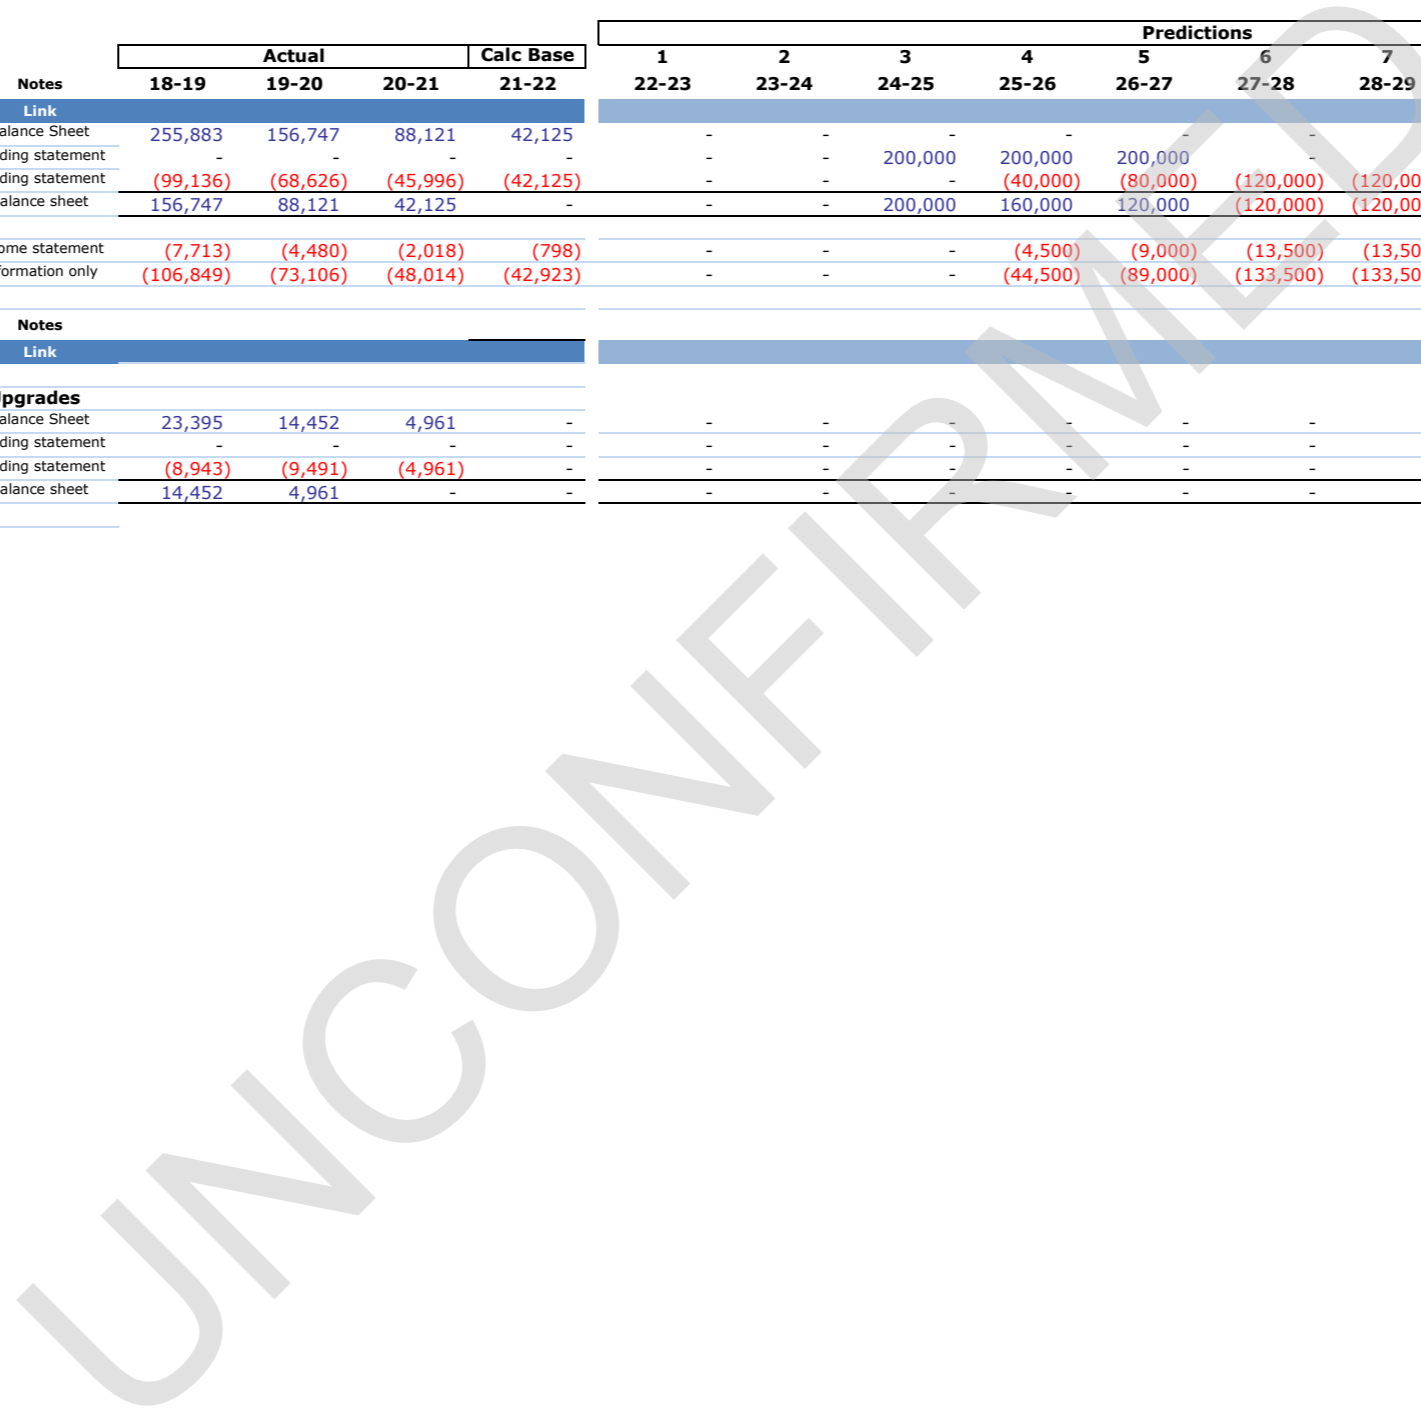 Predictions
Actual Calc Base 1 2 3 4 5 6 7
Notes 18-19 19-20 20-21 21-22 22-23 23-24 24-25 25-26 26-27 27-28 28-29
Link
alance Sheet 255,883 156,747 88,121 42,125 - - - - - -
ding statement - - - - - - 200,000 200,000 200,000 -
ding statement (99,136) (68,626) (45,996) (42,125) - - - (40,000) (80,000) (120,000) (120,00
alance sheet 156,747 88,121 42,125 - - - 200,000 160,000 120,000 (120,000) (120,00
ome statement (7,713) (4,480) (2,018) (798) - - - (4,500) (9,000) (13,500) (13,50
formation only (106,849) (73,106) (48,014) (42,923) - - - (44,500) (89,000) (133,500) (133,50
Notes
Link
pgrades
alance Sheet 23,395 14,452 4,961 - - - - - - -
ding statement - - - - - - - - - -
ding statement (8,943) (9,491) (4,961) - - - - - - -
alance sheet 14,452 4,961 - - - - - - - -
UNCONFIRMED